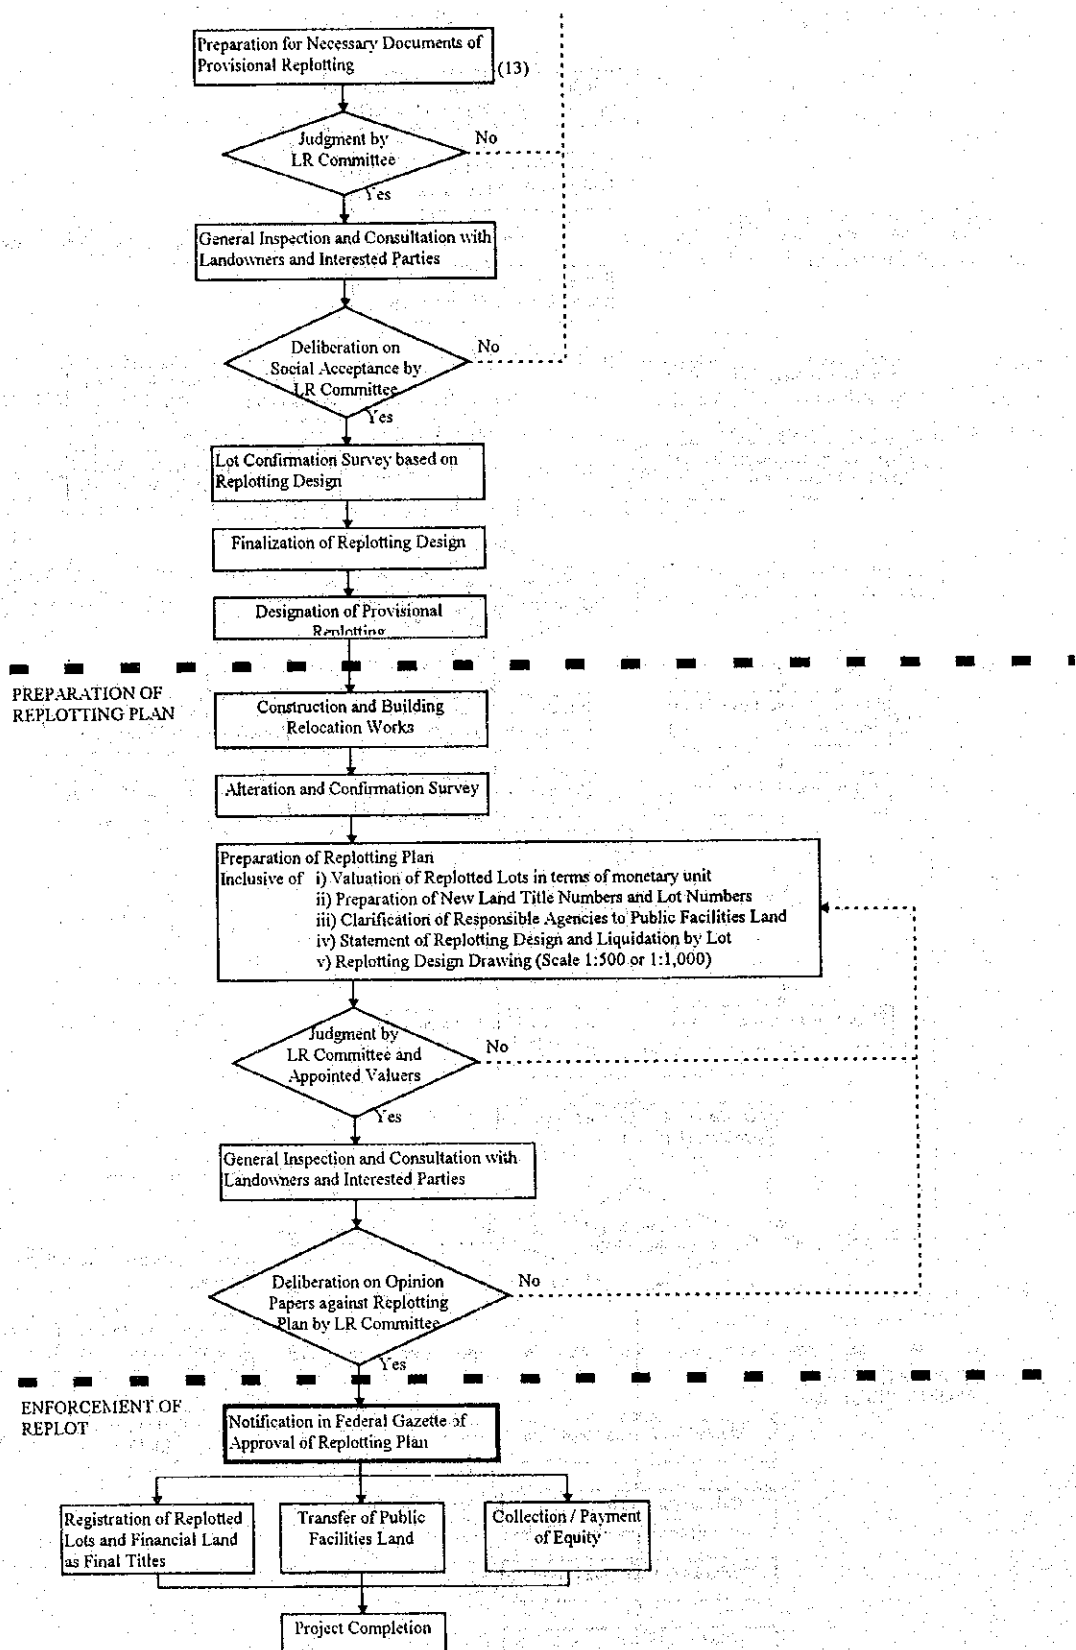 Preparation for Necessary Documents of
Provisional Replotting
(13)
Judgment by
LR Committee
No
Yes
General Inspection and Consultation with
Landowners and Interested Parties
Deliberation on
Social Acceptance by
LR Committee
No
Yes
Lot Confirmation Survey based on
Replotting Design
Finalization of Replotting Design
Designation of Provisional
Replotting
PREPARATION OF
REPLOTTING PLAN
Construction and Building
Relocation Works
Alteration and Confirmation Survey
Preparation of Replotting Plan
Inclusive of i) Valuation of Replotted Lots in terms of monetary unit
ii) Preparation of New Land Title Numbers and Lot Numbers
iii) Clarification of Responsible Agencies to Public Facilities Land
iv) Statement of Replotting Design and Liquidation by Lot
v) Replotting Design Drawing (Scale 1:500 or 1:1,000)
Judgment by
LR Committee and
Appointed Valuers
No
Yes
General Inspection and Consultation with
Landowners and Interested Parties
Deliberation on Opinion
Papers against Replotting
Plan by LR Committee
No
Yes
ENFORCEMENT OF
REPLOT
Notification in Federal Gazette of
Approval of Replotting Plan
Registration of Replotted
Lots and Financial Land
as Final Titles
Transfer of Public
Facilities Land
Collection / Payment
of Equity
Project Completion